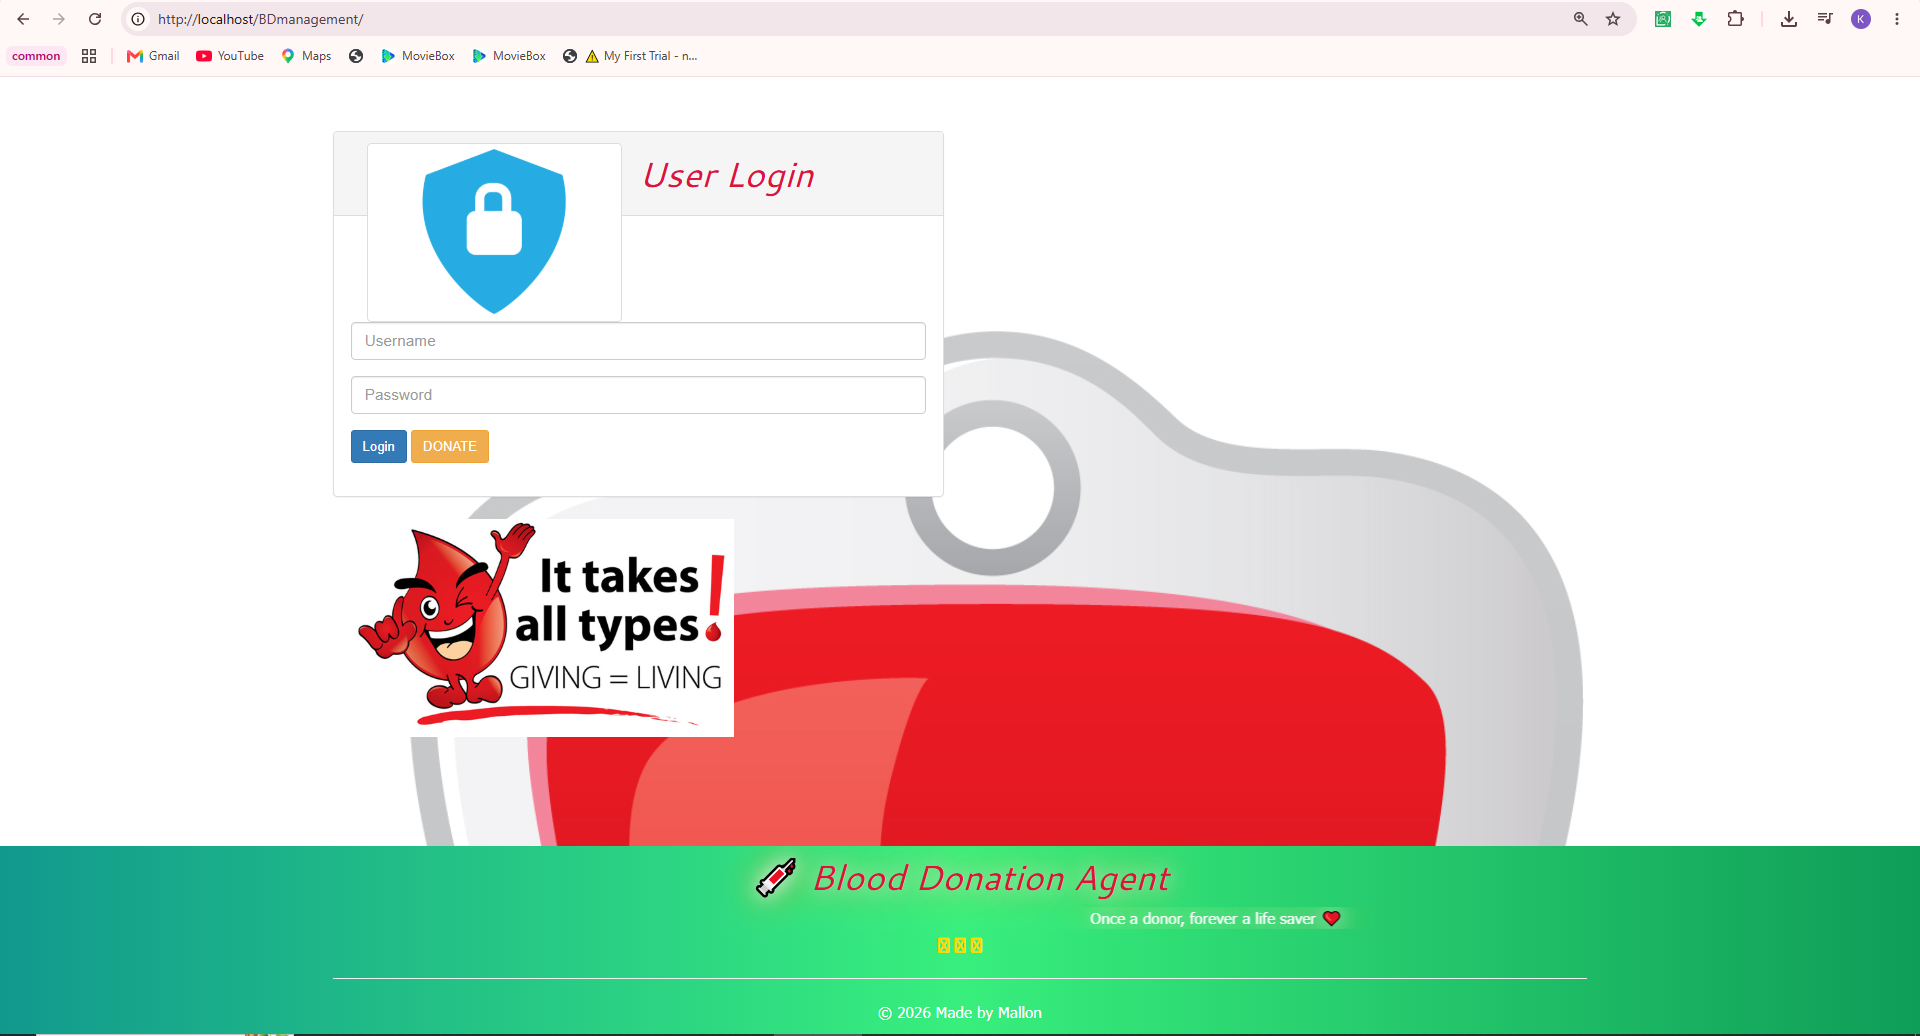 http://localhost/BDmanagement/
K
common
Gmail
YouTube
Maps
MovieBox
MovieBox
My First Trial - n...
User Login
Username
Password
Login
DONATE
It takes
all types!
GIVING = LIVING
Blood Donation Agent
Once a donor, forever a life saver
© 2026 Made by Mallon